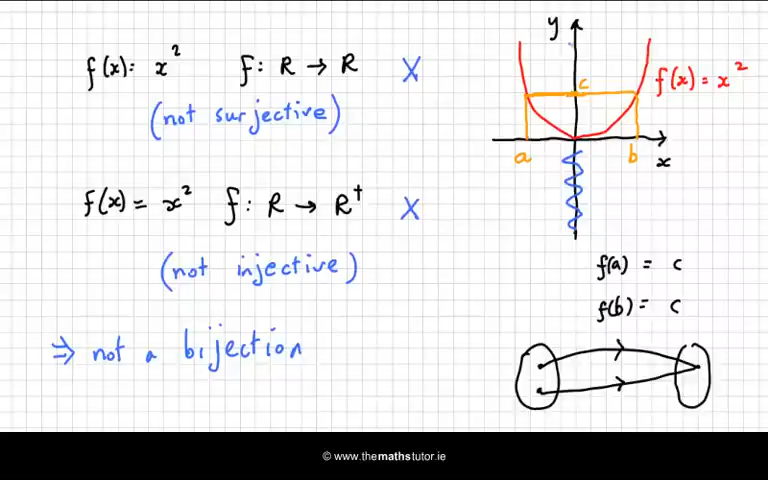 f(x) = x² f: R → R X
(not surjective)
f(x) = x² f: R → R⁺ X
(not injective)
⇒ not a bijection
y
c
f(x) = x²
a b x
f(a) = c
f(b) = c
© www.themathstutor.ie